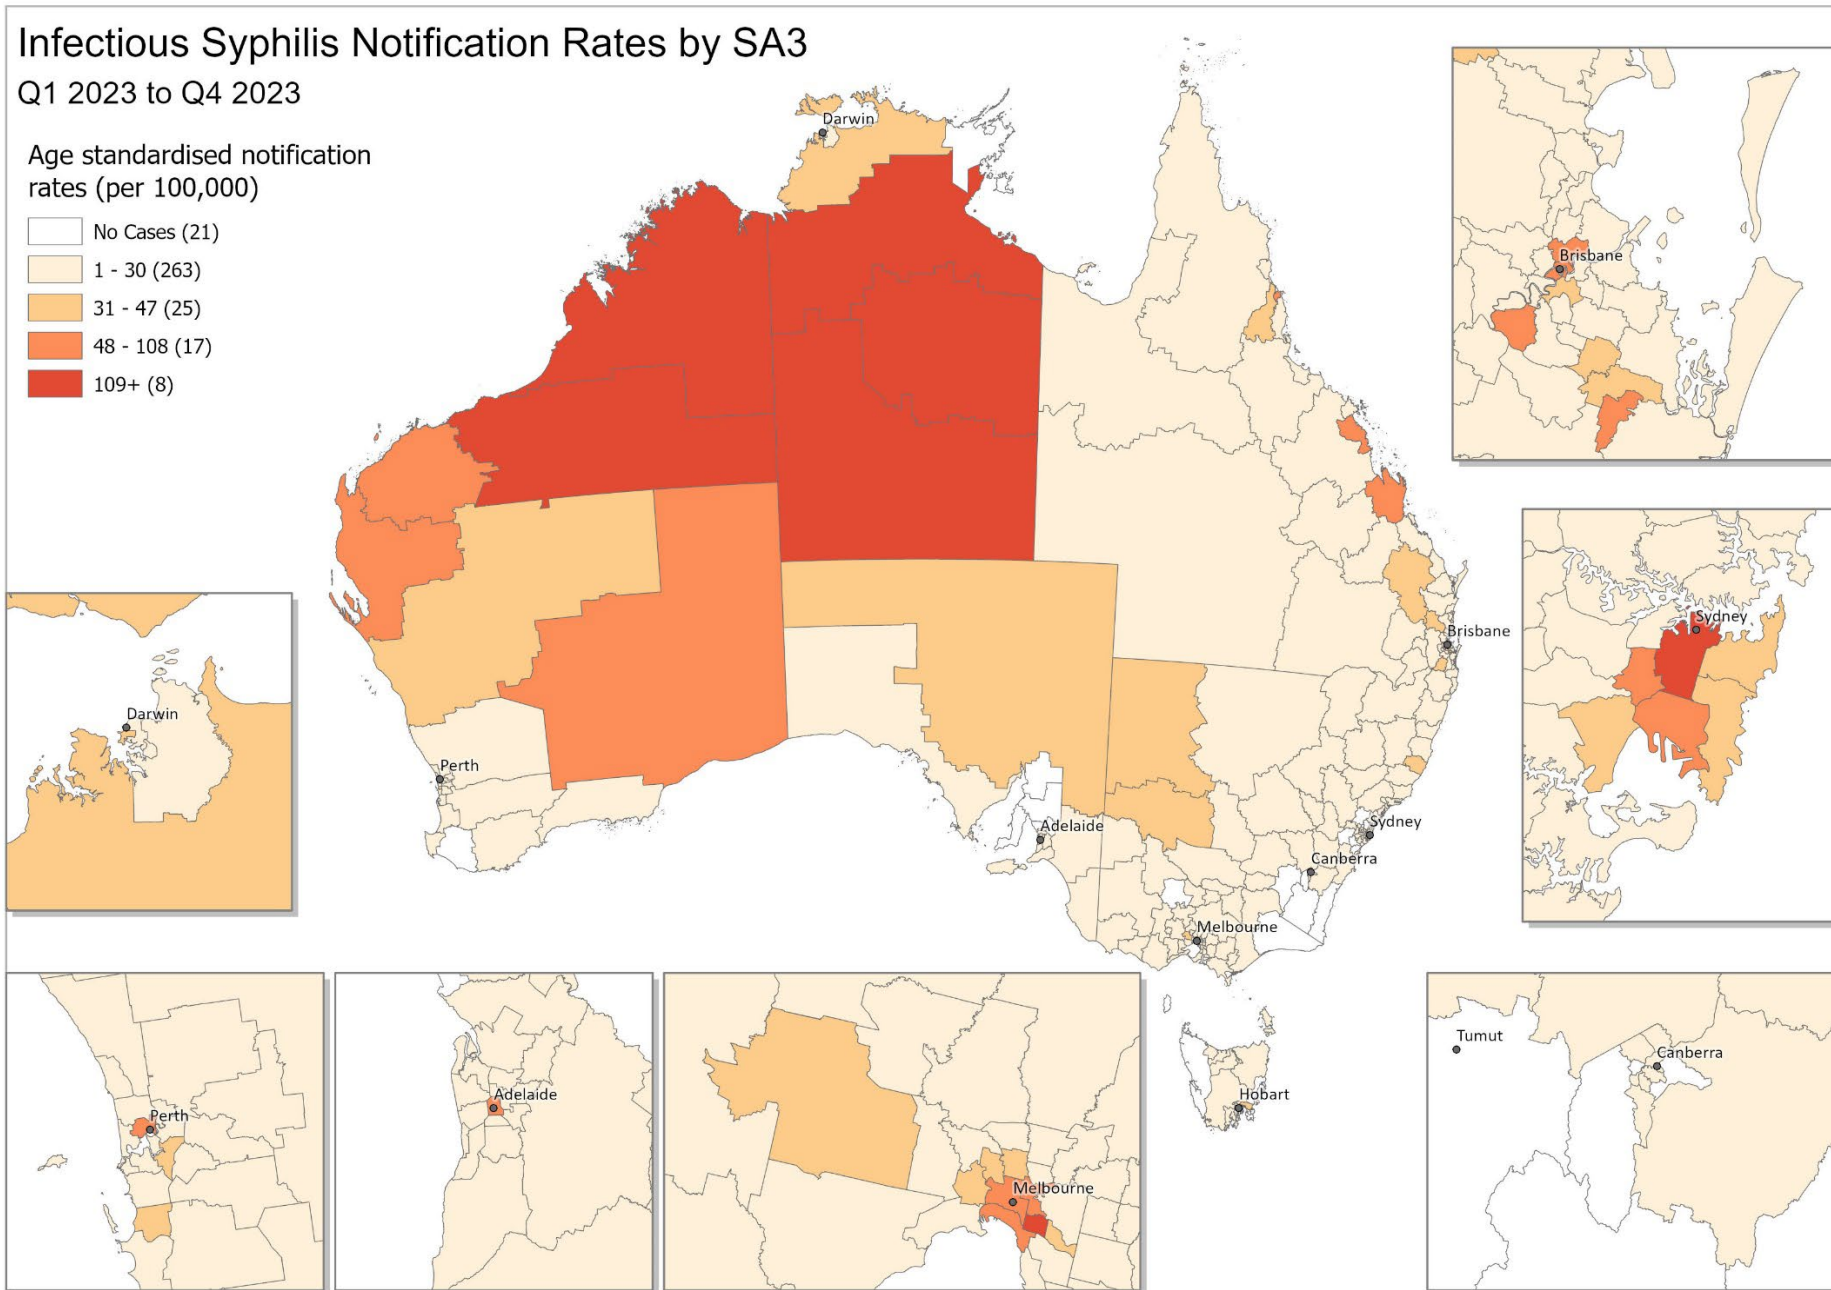 Infectious Syphilis Notification Rates by SA3
Q1 2023 to Q4 2023
Age standardised notification
rates (per 100,000)
No Cases (21)
1 - 30 (263)
31 - 47 (25)
48 - 108 (17)
109+ (8)
Darwin
Brisbane
Perth
Adelaide
Sydney
Canberra
Melbourne
Hobart
Brisbane
Sydney
Darwin
Perth
Adelaide
Melbourne
Tumut
Canberra